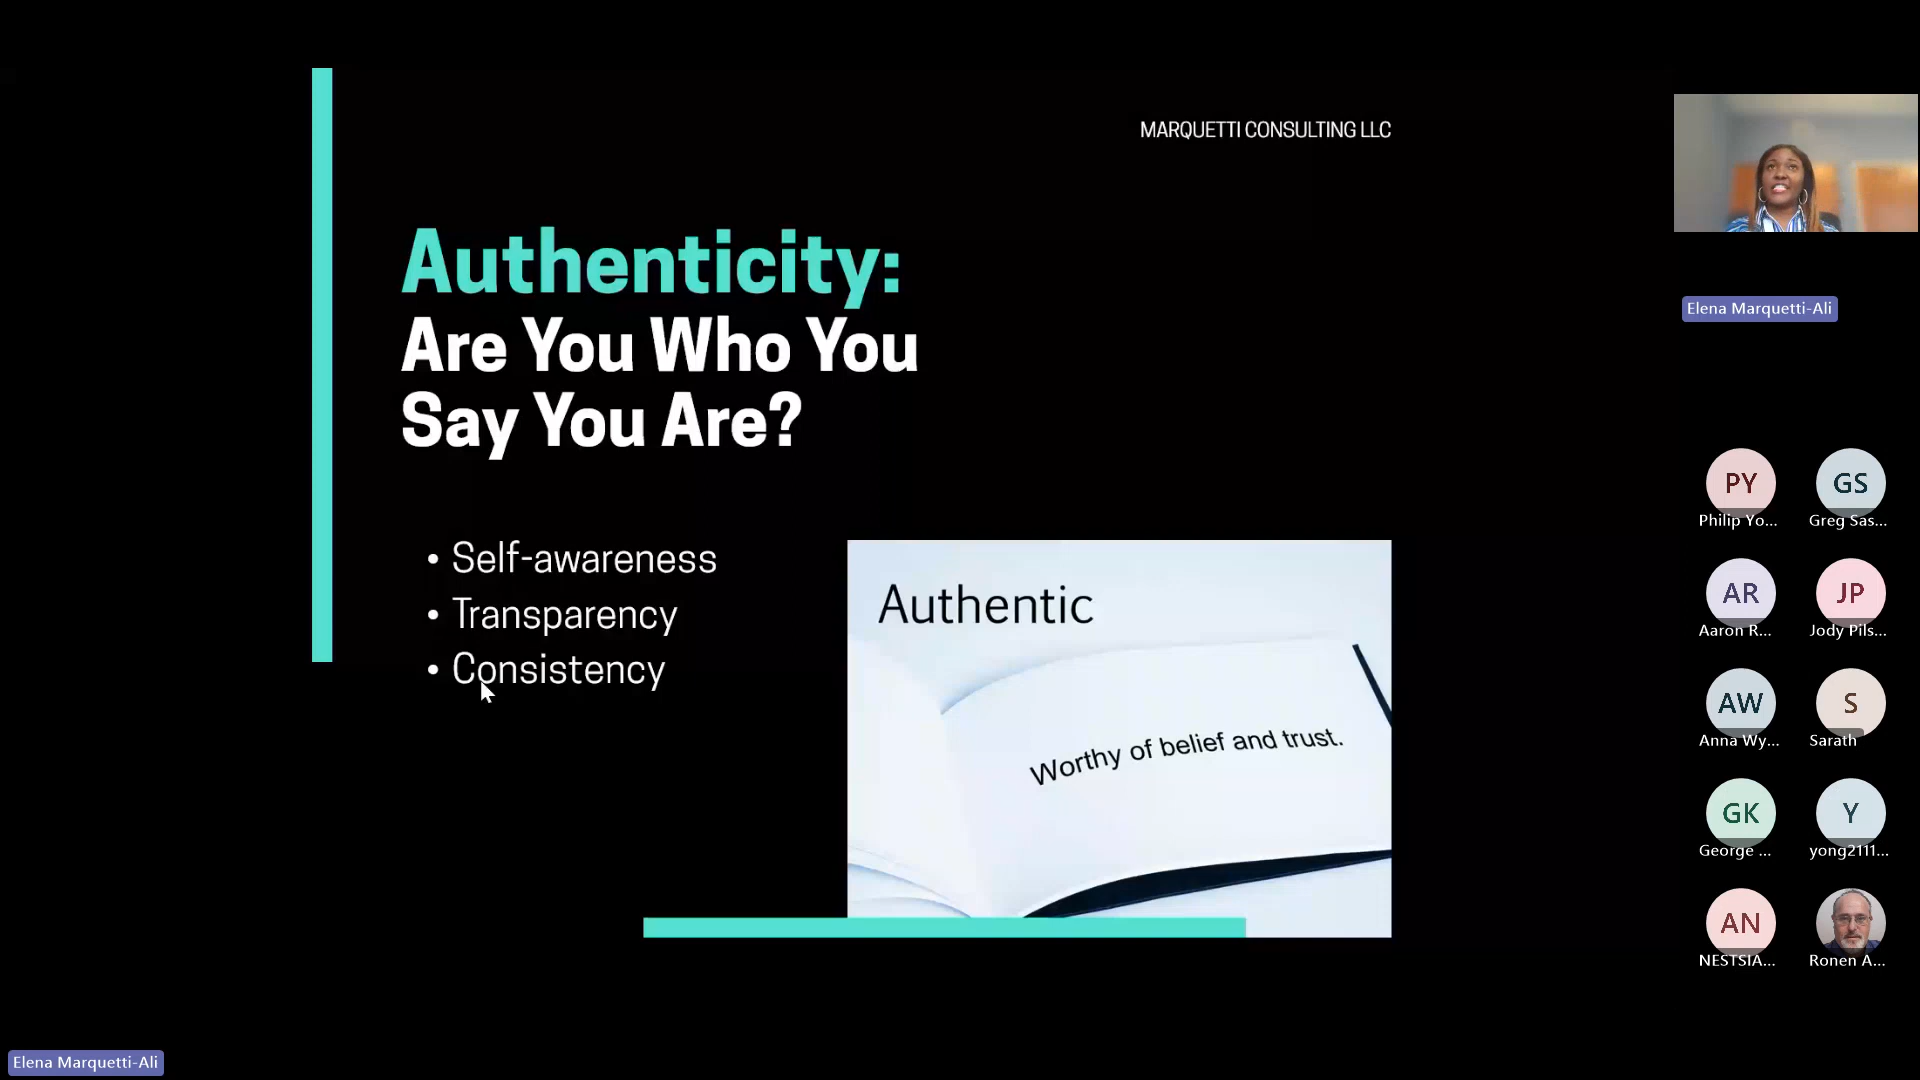 MARQUETTI CONSULTING LLC
Authenticity:
Are You Who You
Say You Are?
• Self-awareness
• Transparency
• Consistency
Authentic
Worthy of belief and trust.
Elena Marquetti-Ali
PY
Philip Yo...
GS
Greg Sas...
AR
Aaron R...
JP
Jody Pils...
AW
Anna Wy...
S
Sarath
GK
George ...
Y
yong2111...
AN
NESTSIA...
Ronen A...
Elena Marquetti-Ali